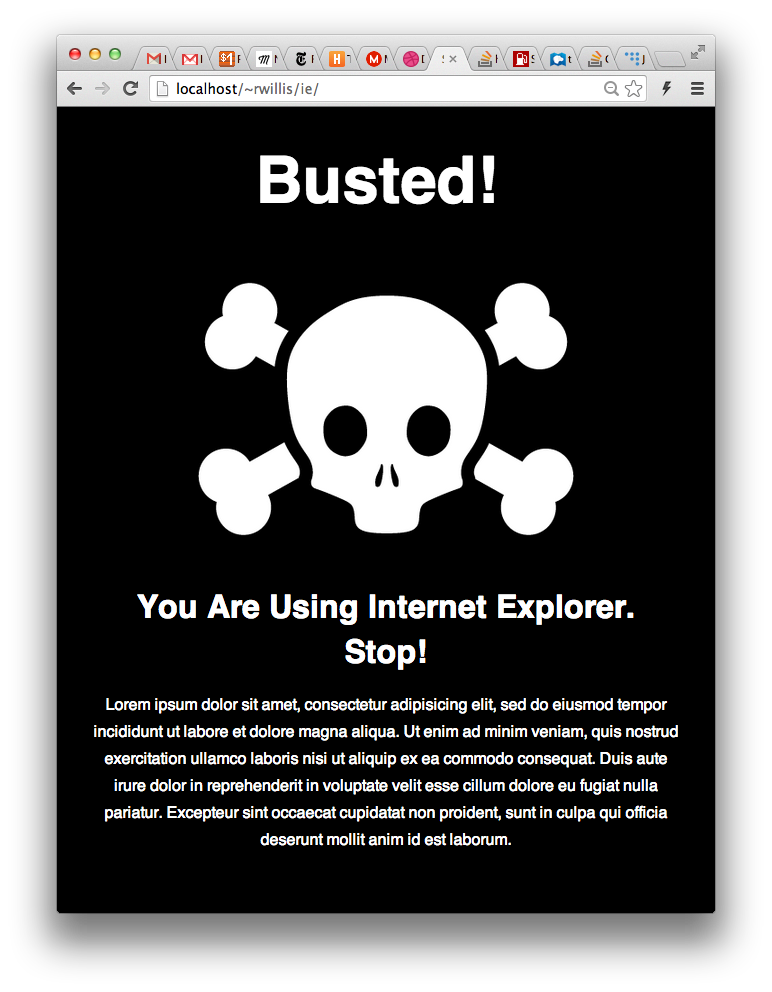 localhost/~rwillis/ie/
Busted!
You Are Using Internet Explorer.
Stop!
Lorem ipsum dolor sit amet, consectetur adipisicing elit, sed do eiusmod tempor
incididunt ut labore et dolore magna aliqua. Ut enim ad minim veniam, quis nostrud
exercitation ullamco laboris nisi ut aliquip ex ea commodo consequat. Duis aute
irure dolor in reprehenderit in voluptate velit esse cillum dolore eu fugiat nulla
pariatur. Excepteur sint occaecat cupidatat non proident, sunt in culpa qui officia
deserunt mollit anim id est laborum.